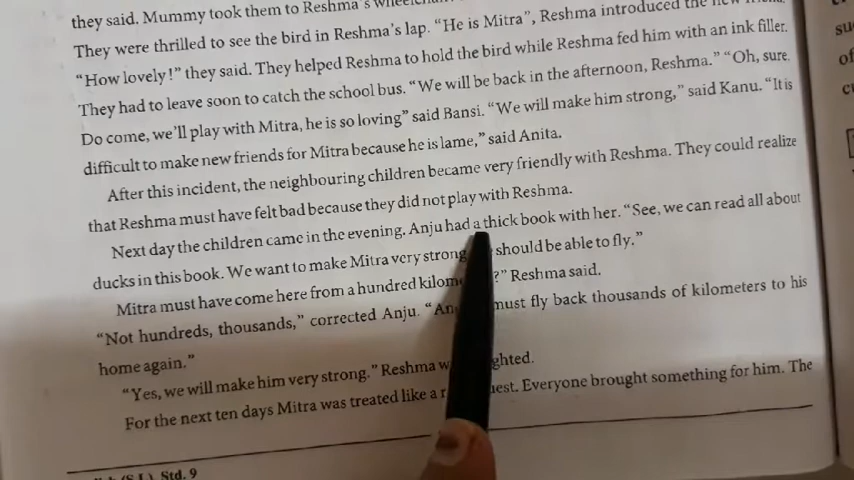 they said. Mummy took them to Reshma's
They were thrilled to see the bird in Reshma's lap. “He is Mitra”, Reshma introduced the new
“How lovely!” they said. They helped Reshma to hold the bird while Reshma fed him with an ink filler.
They had to leave soon to catch the school bus. “We will be back in the afternoon, Reshma.” “Oh, sure.
Do come, we'll play with Mitra, he is so loving” said Bansi. “We will make him strong,” said Kanu. “It is
difficult to make new friends for Mitra because he is lame,” said Anita.
After this incident, the neighbouring children became very friendly with Reshma. They could realize
that Reshma must have felt bad because they did not play with Reshma.
Next day the children came in the evening. Anju had a thick book with her. “See, we can read all about
ducks in this book. We want to make Mitra very strong should be able to fly.”
Mitra must have come here from a hundred ?” Reshma said.
“Not hundreds, thousands,” corrected Anju. must fly back thousands of kilometers to his
home again.”
“Yes, we will make him very strong.” Reshma
For the next ten days Mitra was treated like a Everyone brought something for him. The
Std. 9